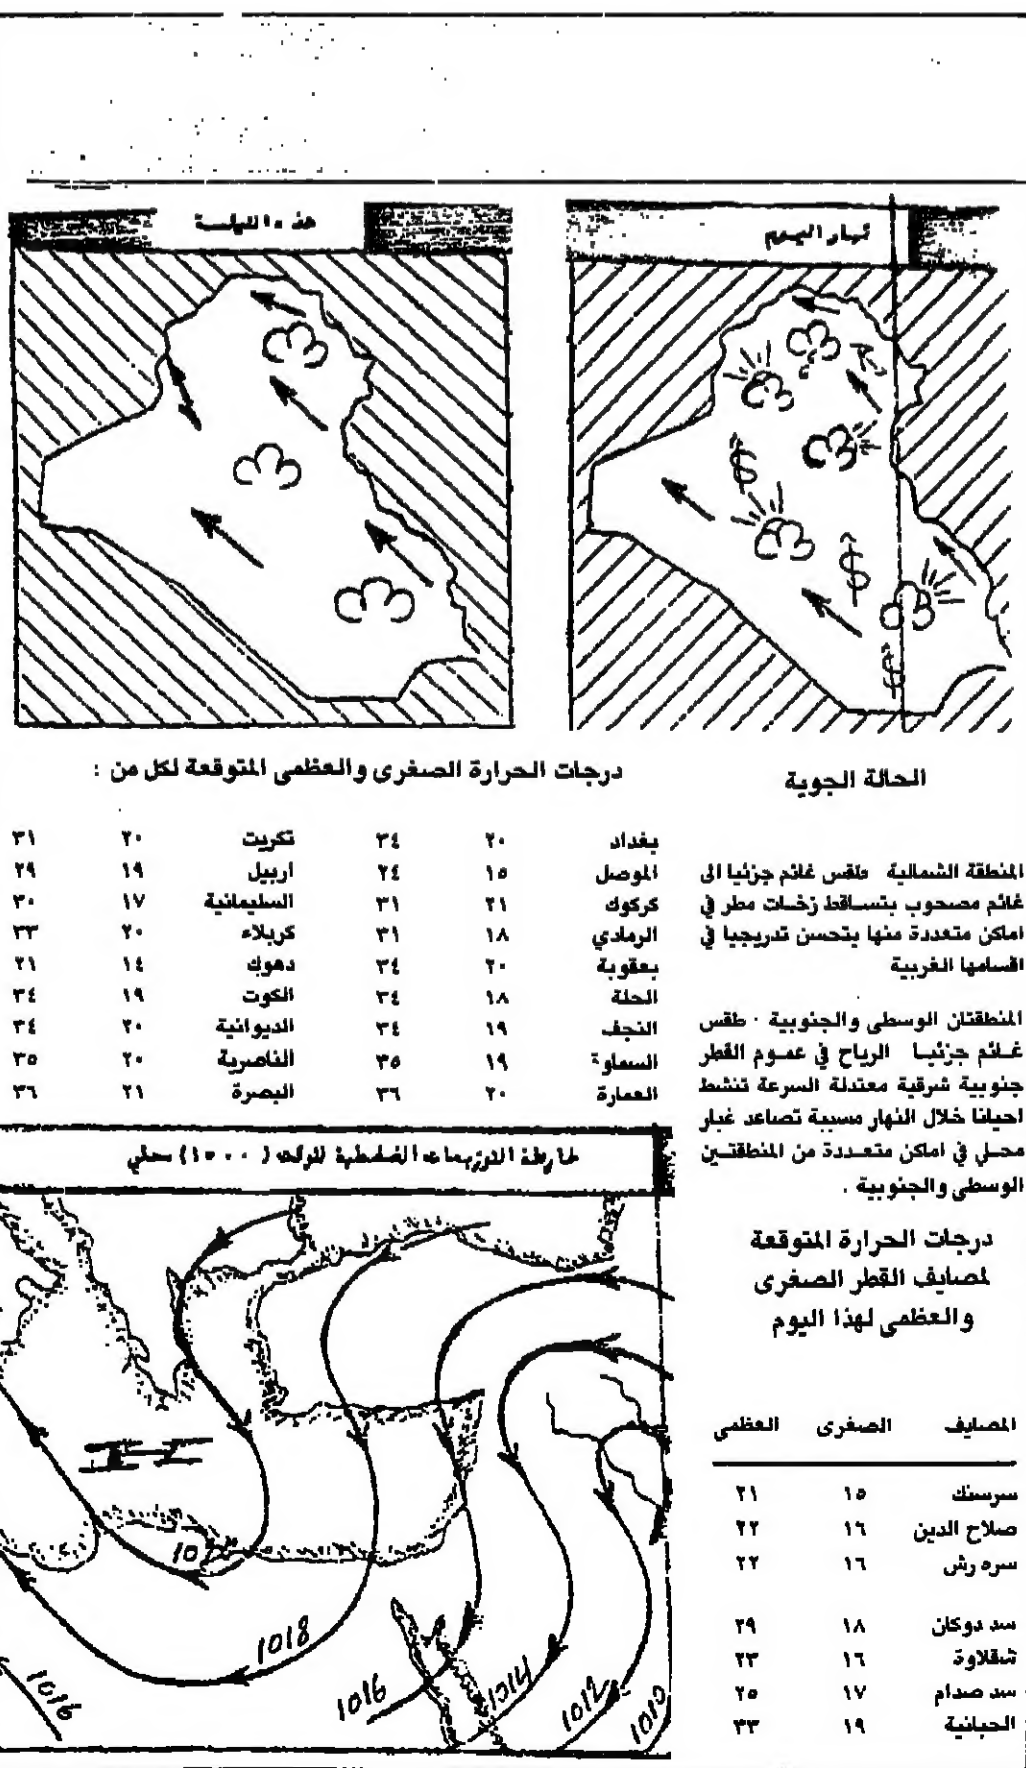 نهار اليوم
هذه الليلة
الحالة الجوية
المنطقة الشمالية طقس غائم جزئيا الى
غائم مصحوب بتساقط زخات مطر في
اماكن متعددة منها يتحسن تدريجيا في
اقسامها الغربية
المنطقتان الوسطى والجنوبية . طقس
غائم جزئيا الرياح في عموم القطر
جنوبية شرقية معتدلة السرعة تنشط
احيانا خلال النهار مسببة تصاعد غبار
محلي في اماكن متعددة من المنطقتين
الوسطى والجنوبية .
درجات الحرارة المتوقعة
لمصايف القطر الصغرى
والعظمى لهذا اليوم
المصايف الصغرى العظمى
سرسنك ١٥ ٢١
صلاح الدين ١٦ ٢٢
سره رش ١٦ ٢٢
سد دوكان ١٨ ٢٩
شقلاوة ١٦ ٢٣
سد صدام ١٧ ٢٥
الحبانية ١٩ ٣٣
درجات الحرارة الصغرى والعظمى المتوقعة لكل من :
بغداد ٢٠ ٣٤ تكريت ٢٠ ٣١
الموصل ١٥ ٢٤ اربيل ١٩ ٢٩
كركوك ٢١ ٣١ السليمانية ١٧ ٣٠
الرمادي ١٨ ٣١ كربلاء ٢٠ ٣٣
بعقوبة ٢٠ ٣٤ دهوك ١٤ ٢١
الحلة ١٨ ٣٤ الكوت ١٩ ٣٤
النجف ١٩ ٣٤ الديوانية ٢٠ ٣٤
السماوة ١٩ ٣٥ الناصرية ٢٠ ٣٥
العمارة ٢٠ ٣٦ البصرة ٢١ ٣٦
خارطة التوزيعات الضغطية للوقت (١٥٠٠) محلي
1018
1016
1016
1014
1012
1010